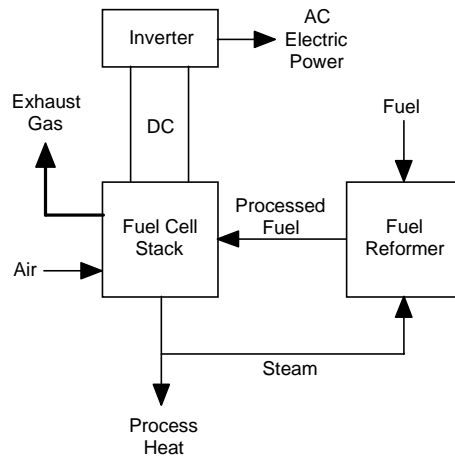 Inverter
AC
Electric
Power
Exhaust
Gas
DC
Fuel
Fuel Cell
Stack
Processed
Fuel
Fuel
Reformer
Air
Steam
Process
Heat